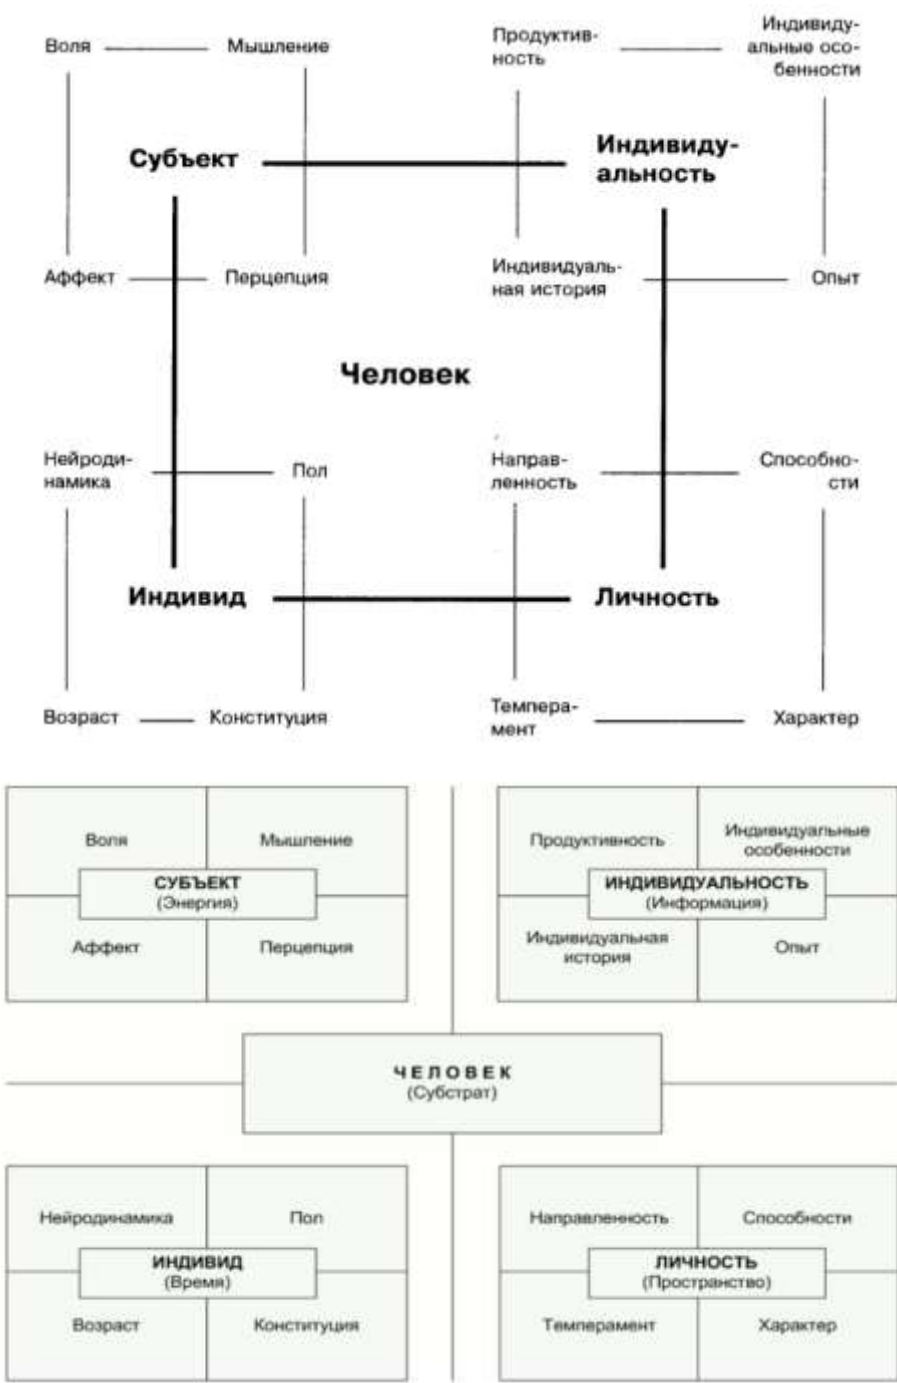 Воля
Мышление
Продуктив-
ность
Индивиду-
альные осо-
бенности
Субъект
Индивиду-
альность
Аффект
Перцепция
Индивидуаль-
ная история
Опыт
Человек
Нейроди-
намика
Пол
Направ-
ленность
Способно-
сти
Индивид
Личность
Возраст
Конституция
Темпера-
мент
Характер
Воля
Мышление
СУБЪЕКТ
(Энергия)
Аффект
Перцепция
Продуктивность
Индивидуальные
особенности
ИНДИВИДУАЛЬНОСТЬ
(Информация)
Индивидуальная
история
Опыт
ЧЕЛОВЕК
(Субстрат)
Нейродинамика
Пол
ИНДИВИД
(Время)
Возраст
Конституция
Направленность
Способности
ЛИЧНОСТЬ
(Пространство)
Темперамент
Характер